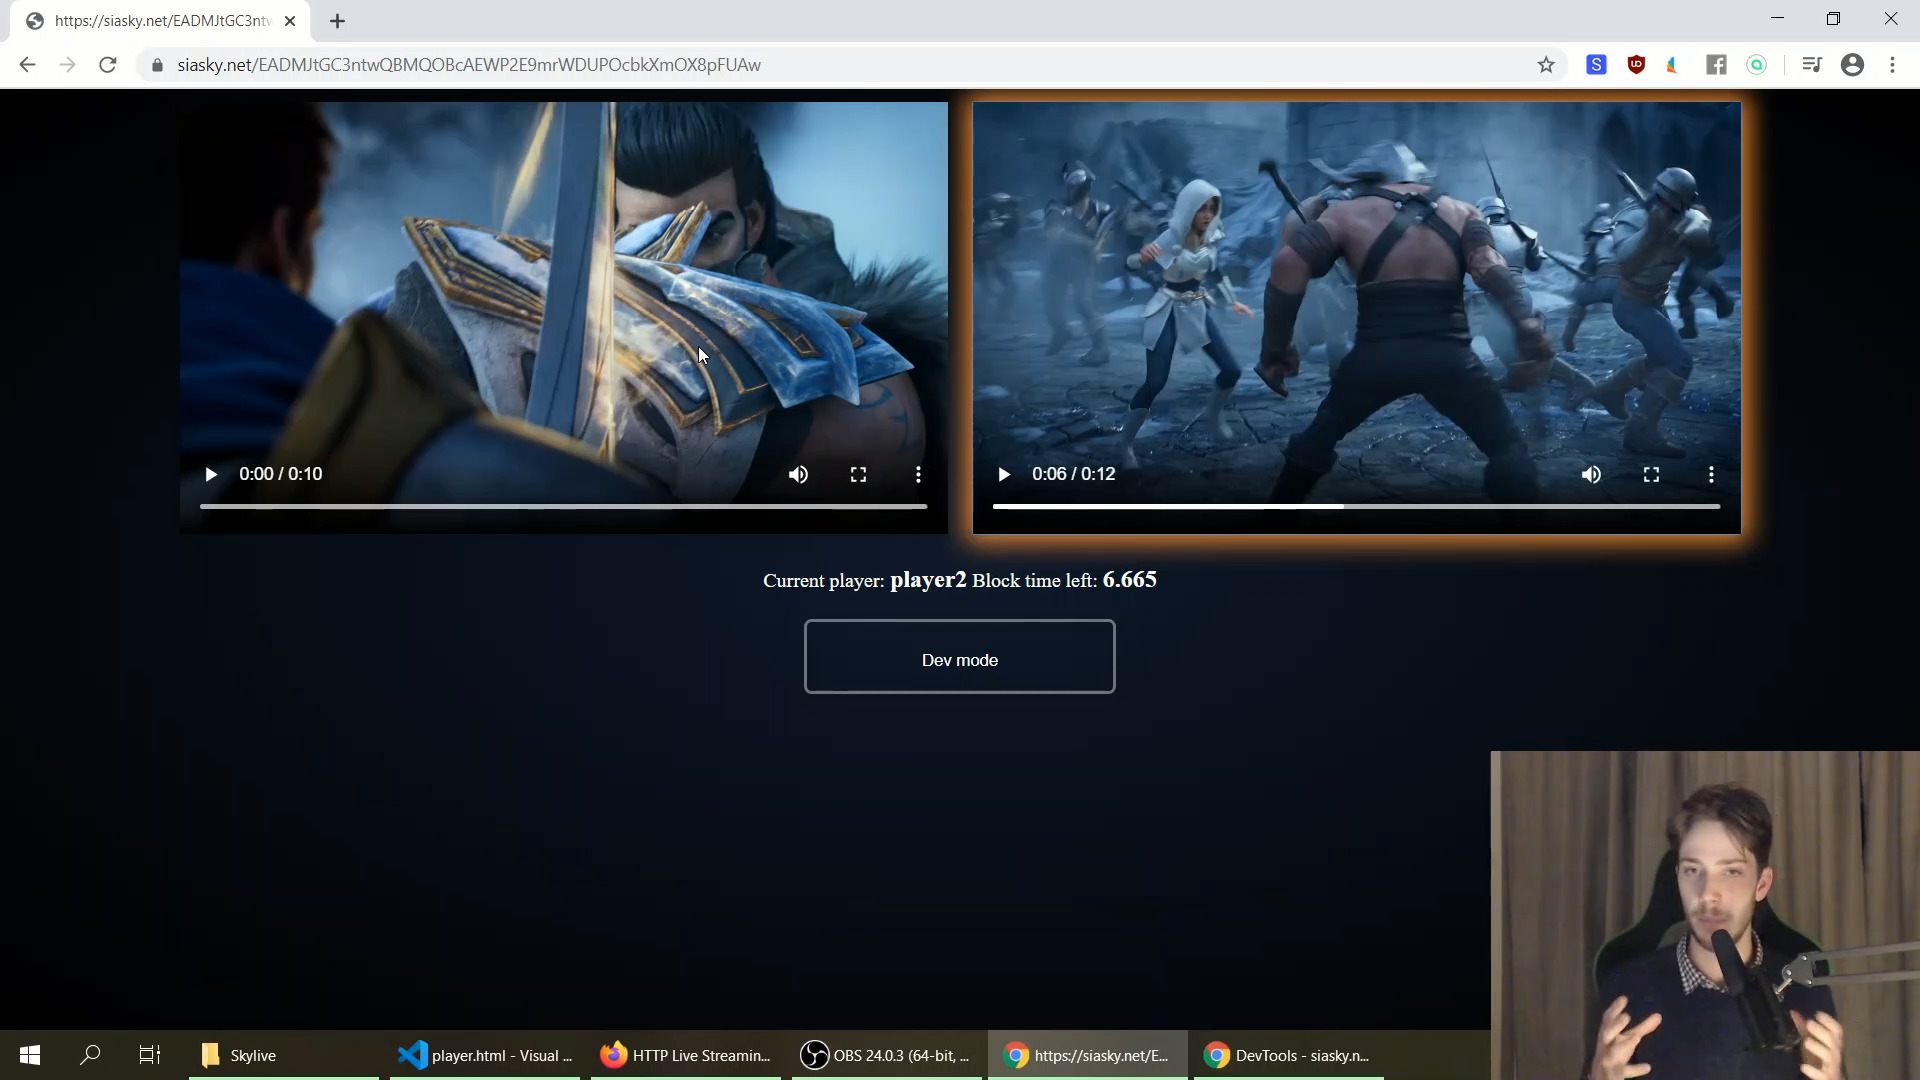 https://siasky.net/EADMJtGC3ntw
siasky.net/EADMJtGC3ntwQBMQOBcAEWP2E9mrWDUPOcbkXmOX8pFUAw
S
0:00 / 0:10
0:06 / 0:12
Current player: player2 Block time left: 6.665
Dev mode
Skylive
player.html - Visual ...
HTTP Live Streamin...
OBS 24.0.3 (64-bit, ...
https://siasky.net/E...
DevTools - siasky.n...